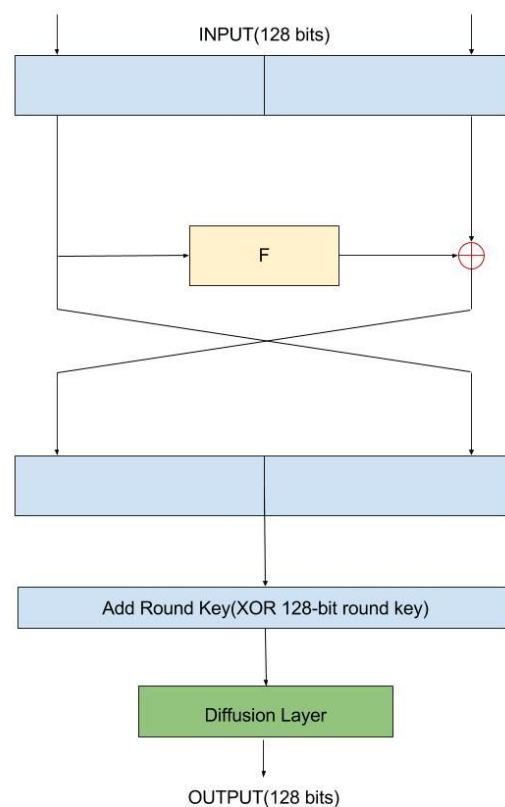 INPUT(128 bits)
F
Add Round Key(XOR 128-bit round key)
Diffusion Layer
OUTPUT(128 bits)